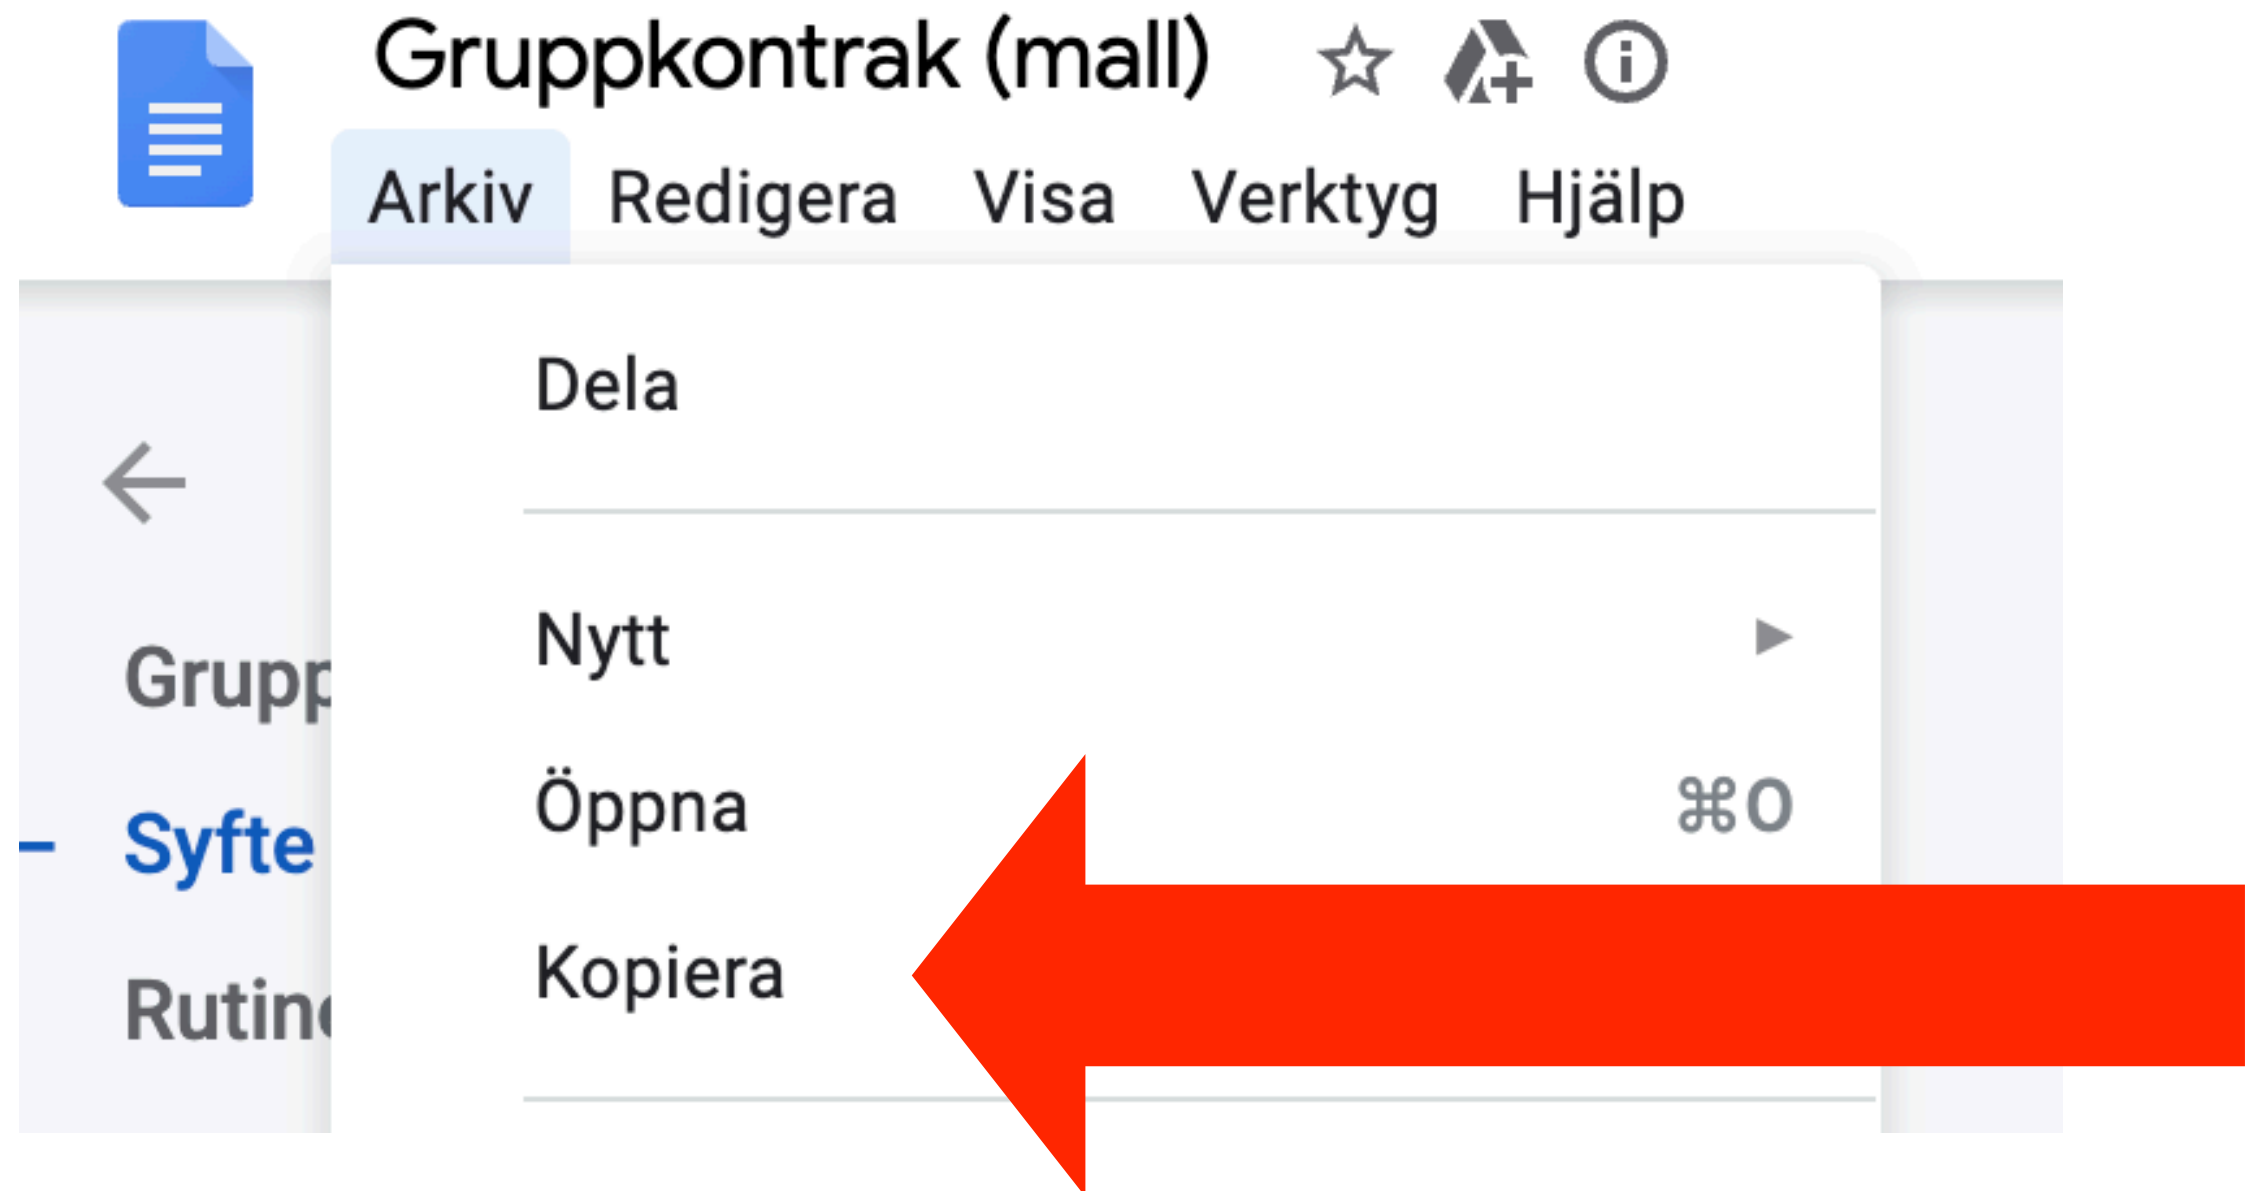 Gruppkontrak (mall)
Arkiv Redigera Visa Verktyg Hjälp
Dela
Nytt
Öppna ⌘O
Syfte
Kopiera